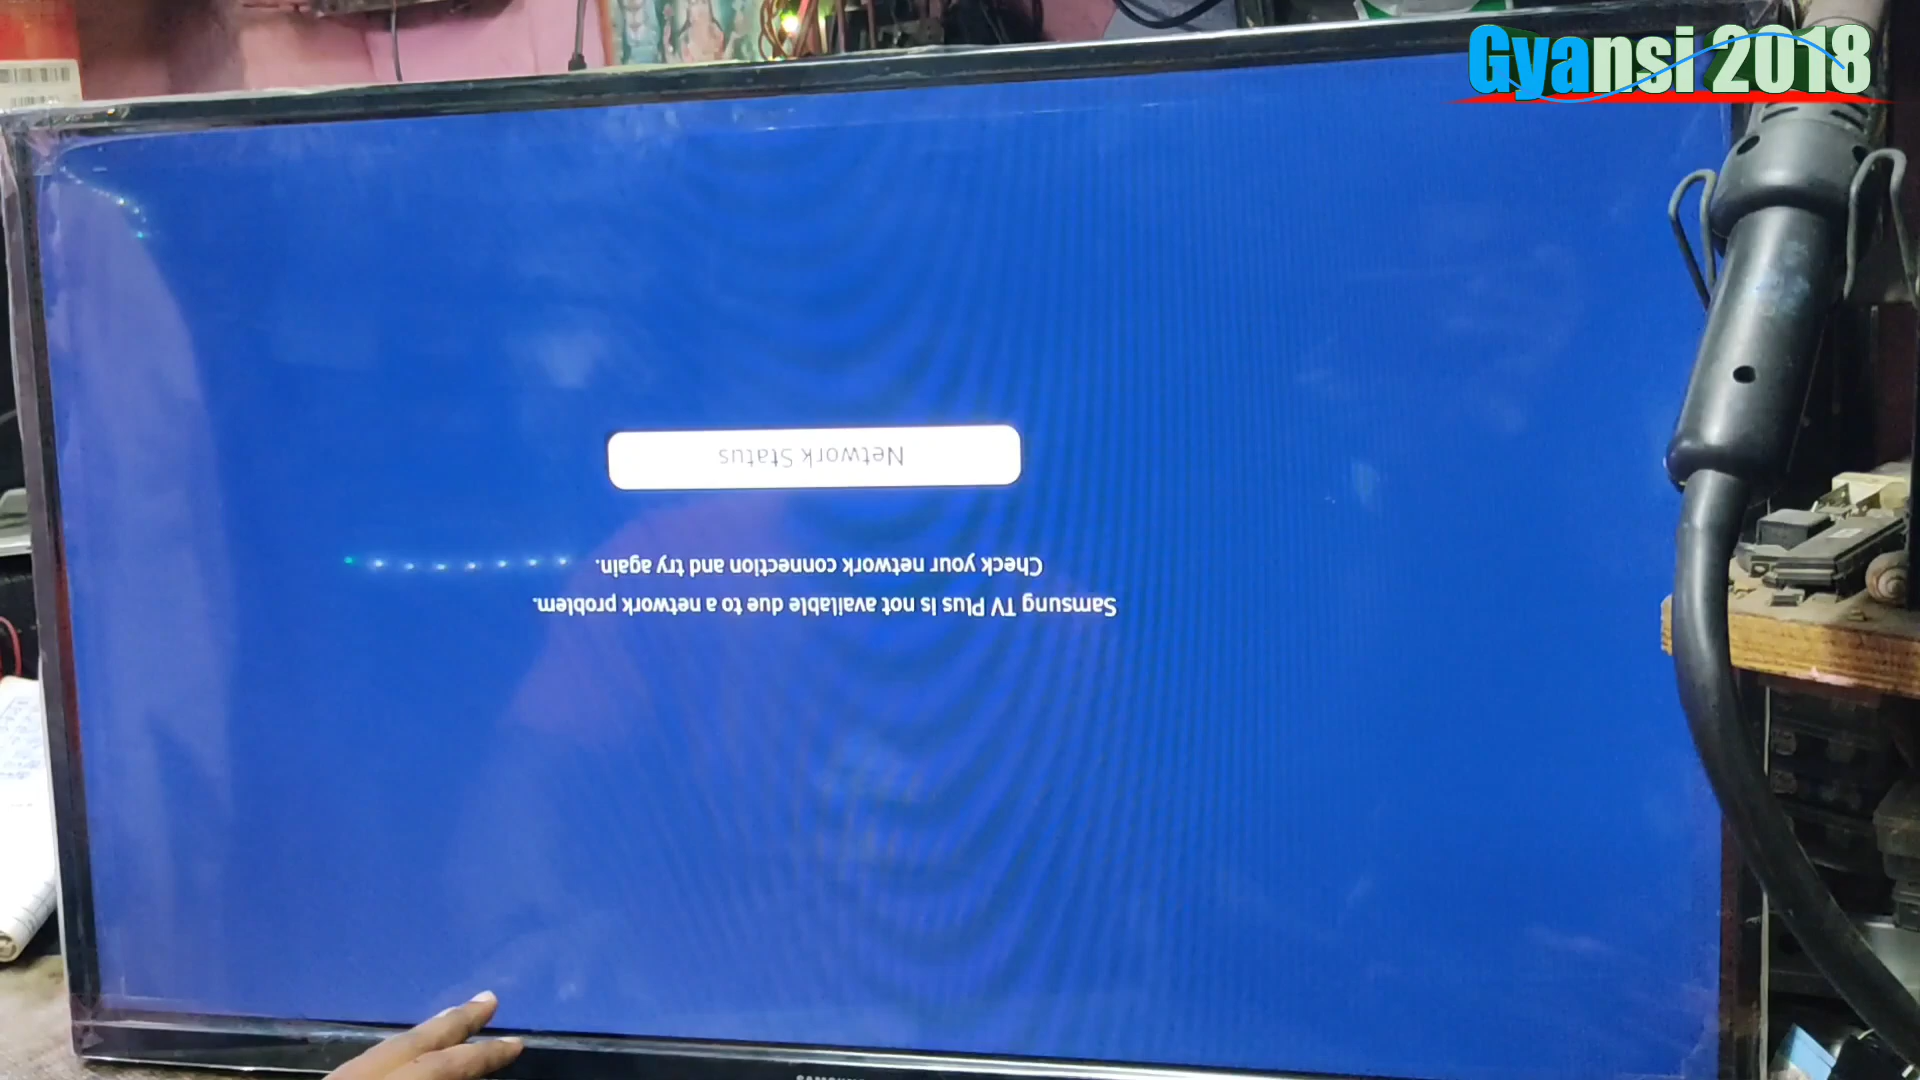 Gyansi 2018
Samsung TV Plus Is not available due to a network problem.
Check your network connection and try again.
Network Status